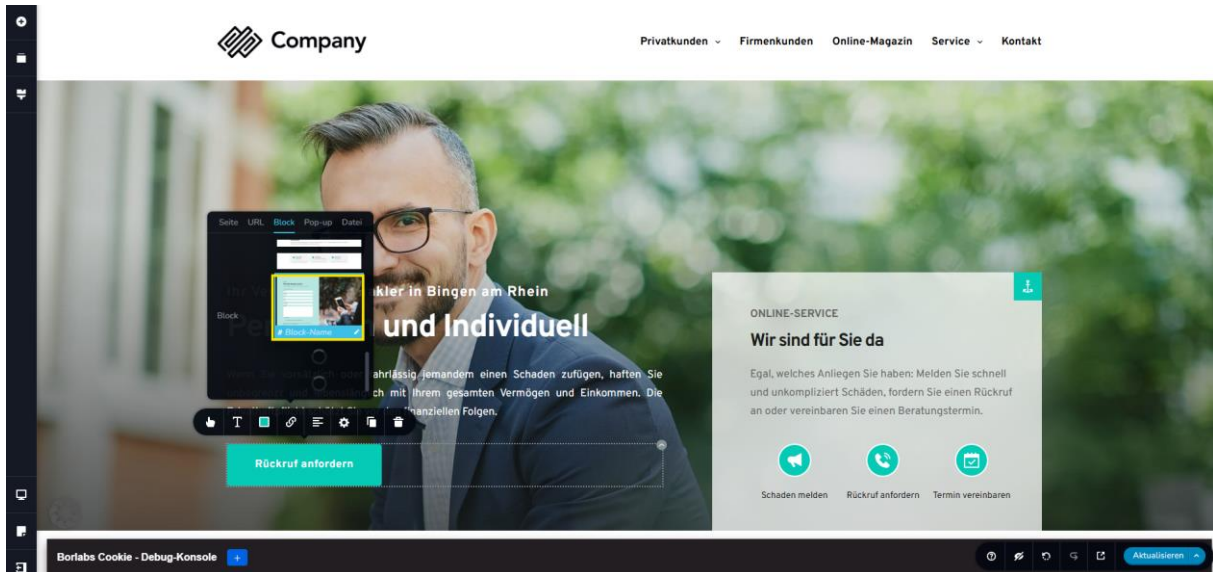 Company
Privatkunden
Firmenkunden
Online-Magazin
Service
Kontakt
Seite URL Block Pop-up Datei
Block
# Block-Name
kler in Bingen am Rhein
und Individuell
ahrlässig jemandem einen Schaden zufügen, haften Sie
mit Ihrem gesamten Vermögen und Einkommen. Die
finanziellen Folgen.
T
Rückruf anfordern
ONLINE-SERVICE
Wir sind für Sie da
Egal, welches Anliegen Sie haben: Melden Sie schnell
und unkompliziert Schäden, fordern Sie einen Rückruf
an oder vereinbaren Sie einen Beratungstermin.
Schaden melden
Rückruf anfordern
Termin vereinbaren
Borlabs Cookie - Debug-Konsole +
Aktualisieren